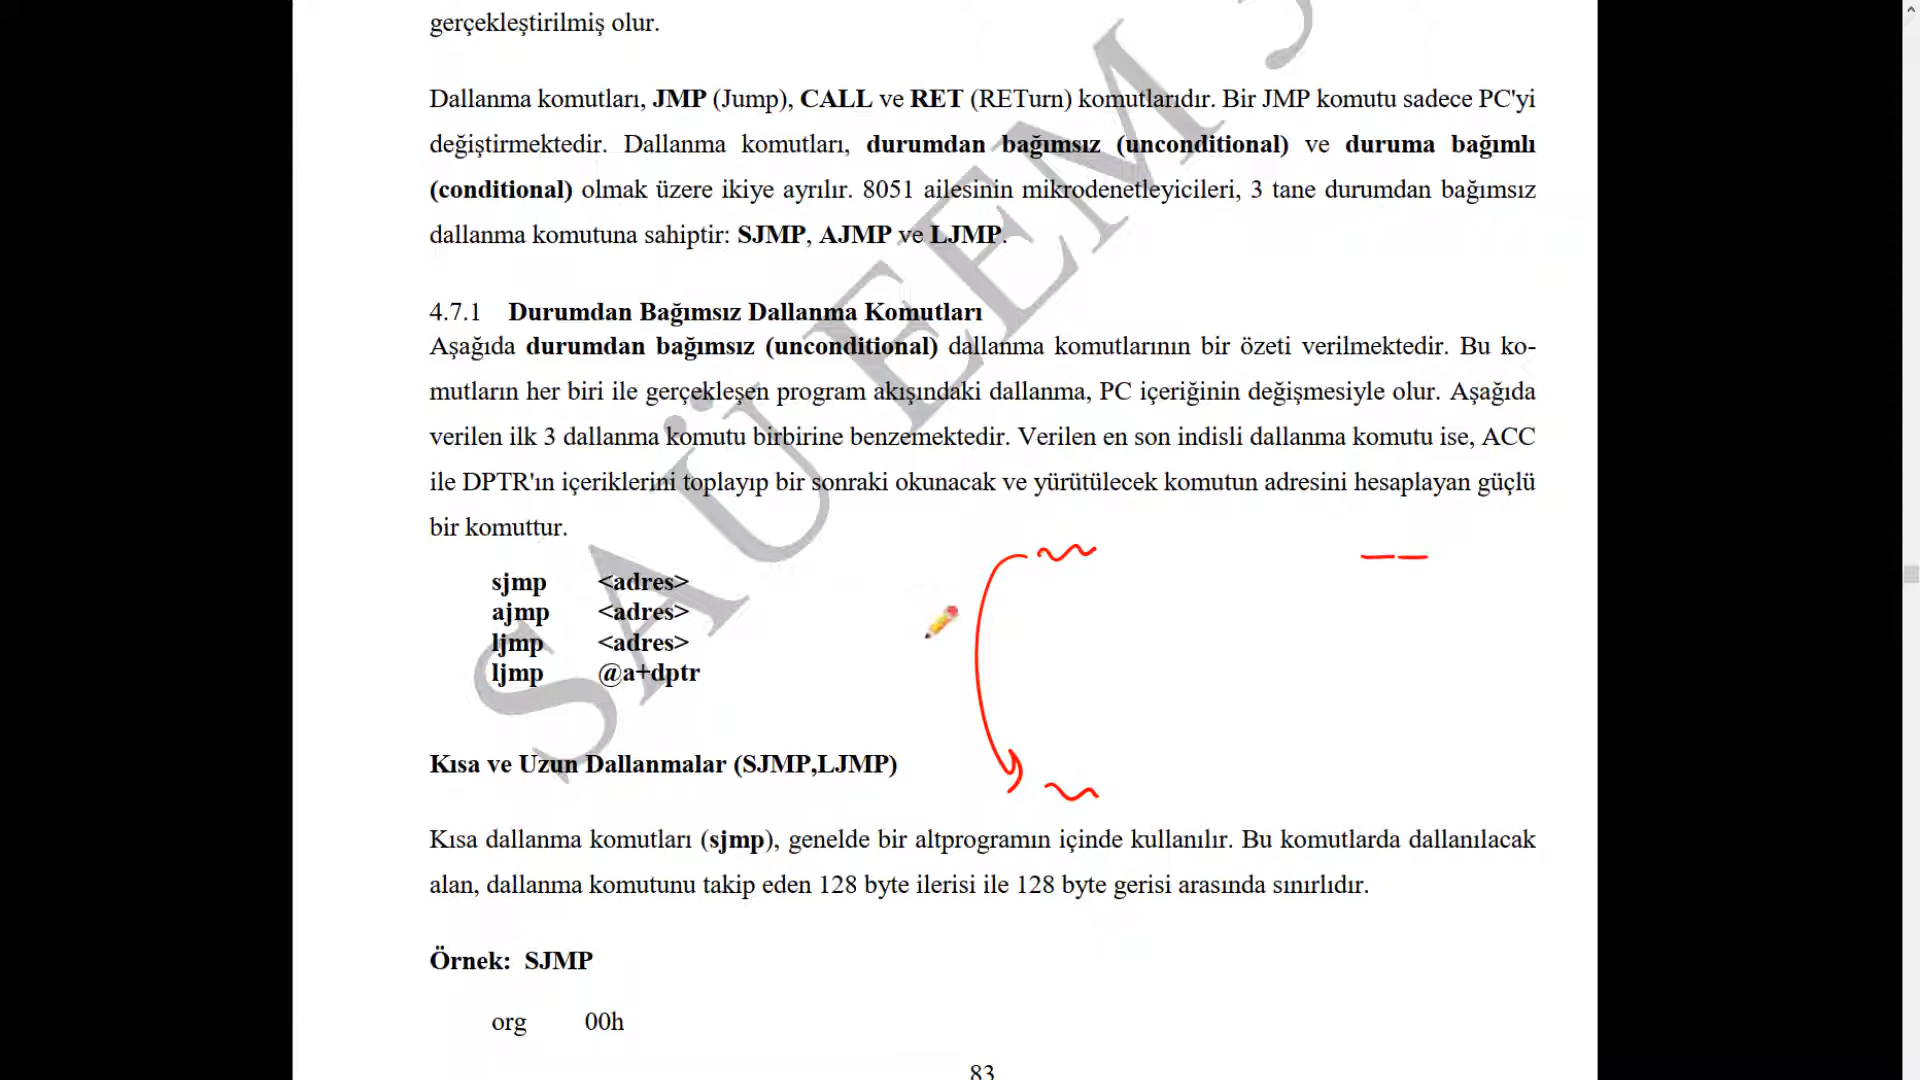 gerçekleştirilmiş olur.
Dallanma komutları, JMP (Jump), CALL ve RET (RETurn) komutlarıdır. Bir JMP komutu sadece PC'yi
değiştirmektedir. Dallanma komutları, durumdan bağımsız (unconditional) ve duruma bağımlı
(conditional) olmak üzere ikiye ayrılır. 8051 ailesinin mikrodenetleyicileri, 3 tane durumdan bağımsız
dallanma komutuna sahiptir: SJMP, AJMP ve LJMP.
4.7.1 Durumdan Bağımsız Dallanma Komutları
Aşağıda durumdan bağımsız (unconditional) dallanma komutlarının bir özeti verilmektedir. Bu ko-
mutların her biri ile gerçekleşen program akışındaki dallanma, PC içeriğinin değişmesiyle olur. Aşağıda
verilen ilk 3 dallanma komutu birbirine benzemektedir. Verilen en son indisli dallanma komutu ise, ACC
ile DPTR'ın içeriklerini toplayıp bir sonraki okunacak ve yürütülecek komutun adresini hesaplayan güçlü
bir komuttur.
sjmp <adres>
ajmp <adres>
ljmp <adres>
ljmp @a+dptr
Kısa ve Uzun Dallanmalar (SJMP,LJMP)
Kısa dallanma komutları (sjmp), genelde bir altprogramın içinde kullanılır. Bu komutlarda dallanılacak
alan, dallanma komutunu takip eden 128 byte ilerisi ile 128 byte gerisi arasında sınırlıdır.
Örnek: SJMP
org 00h
83
SAÜ EEM